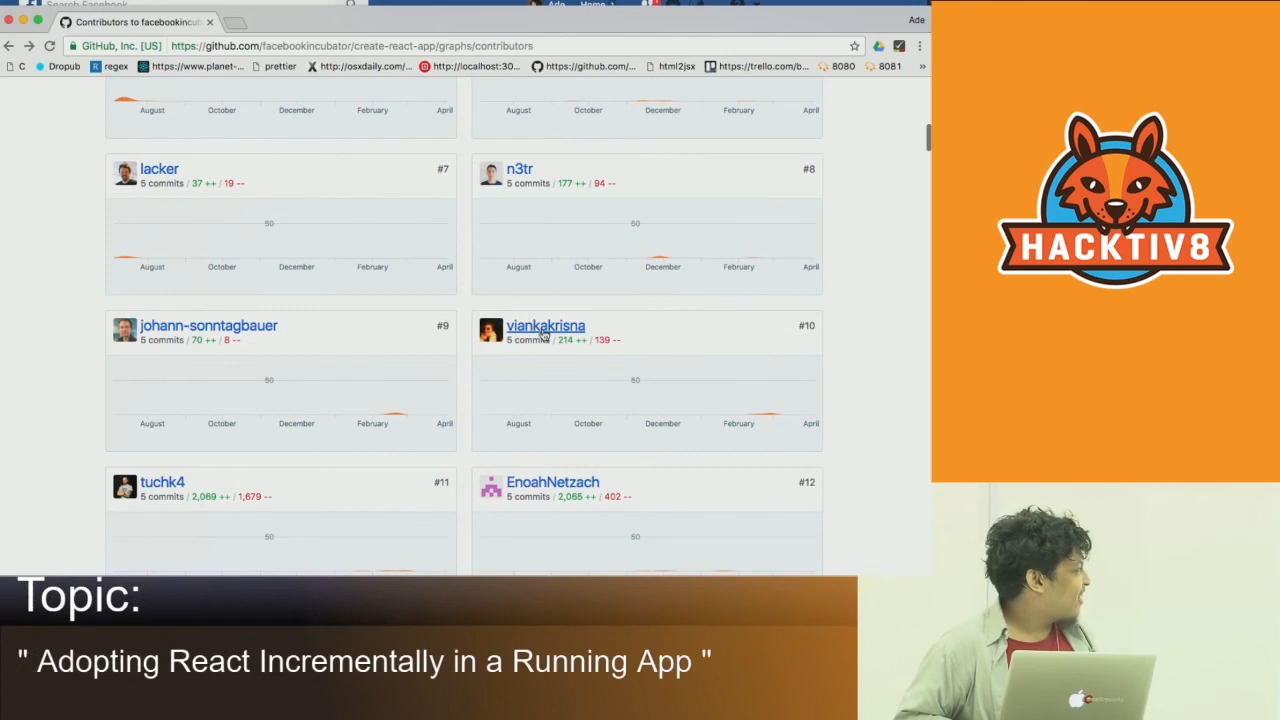 Search Facebook
Ade
Home
Contributors to facebookincub
Ade
GitHub, Inc. [US]
https://github.com/facebookincubator/create-react-app/graphs/contributors
C
Dropub
regex
https://www.planet-...
prettier
http://osxdaily.com/...
http://localhost:30...
https://github.com/...
html2jsx
https://trello.com/b...
8080
8081
»
August October December February April
August October December February April
lacker
#7
5 commits / 37 ++ / 19 --
50
August October December February April
n3tr
#8
5 commits / 177 ++ / 94 --
50
August October December February April
johann-sonntagbauer
#9
5 commits / 70 ++ / 8 --
50
August October December February April
viankakrisna
#10
5 commits / 214 ++ / 139 --
50
August October December February April
tuchk4
#11
5 commits / 2,069 ++ / 1,679 --
50
EnoahNetzach
#12
5 commits / 2,065 ++ / 402 --
50
HACKTIV8
Topic:
" Adopting React Incrementally in a Running App "